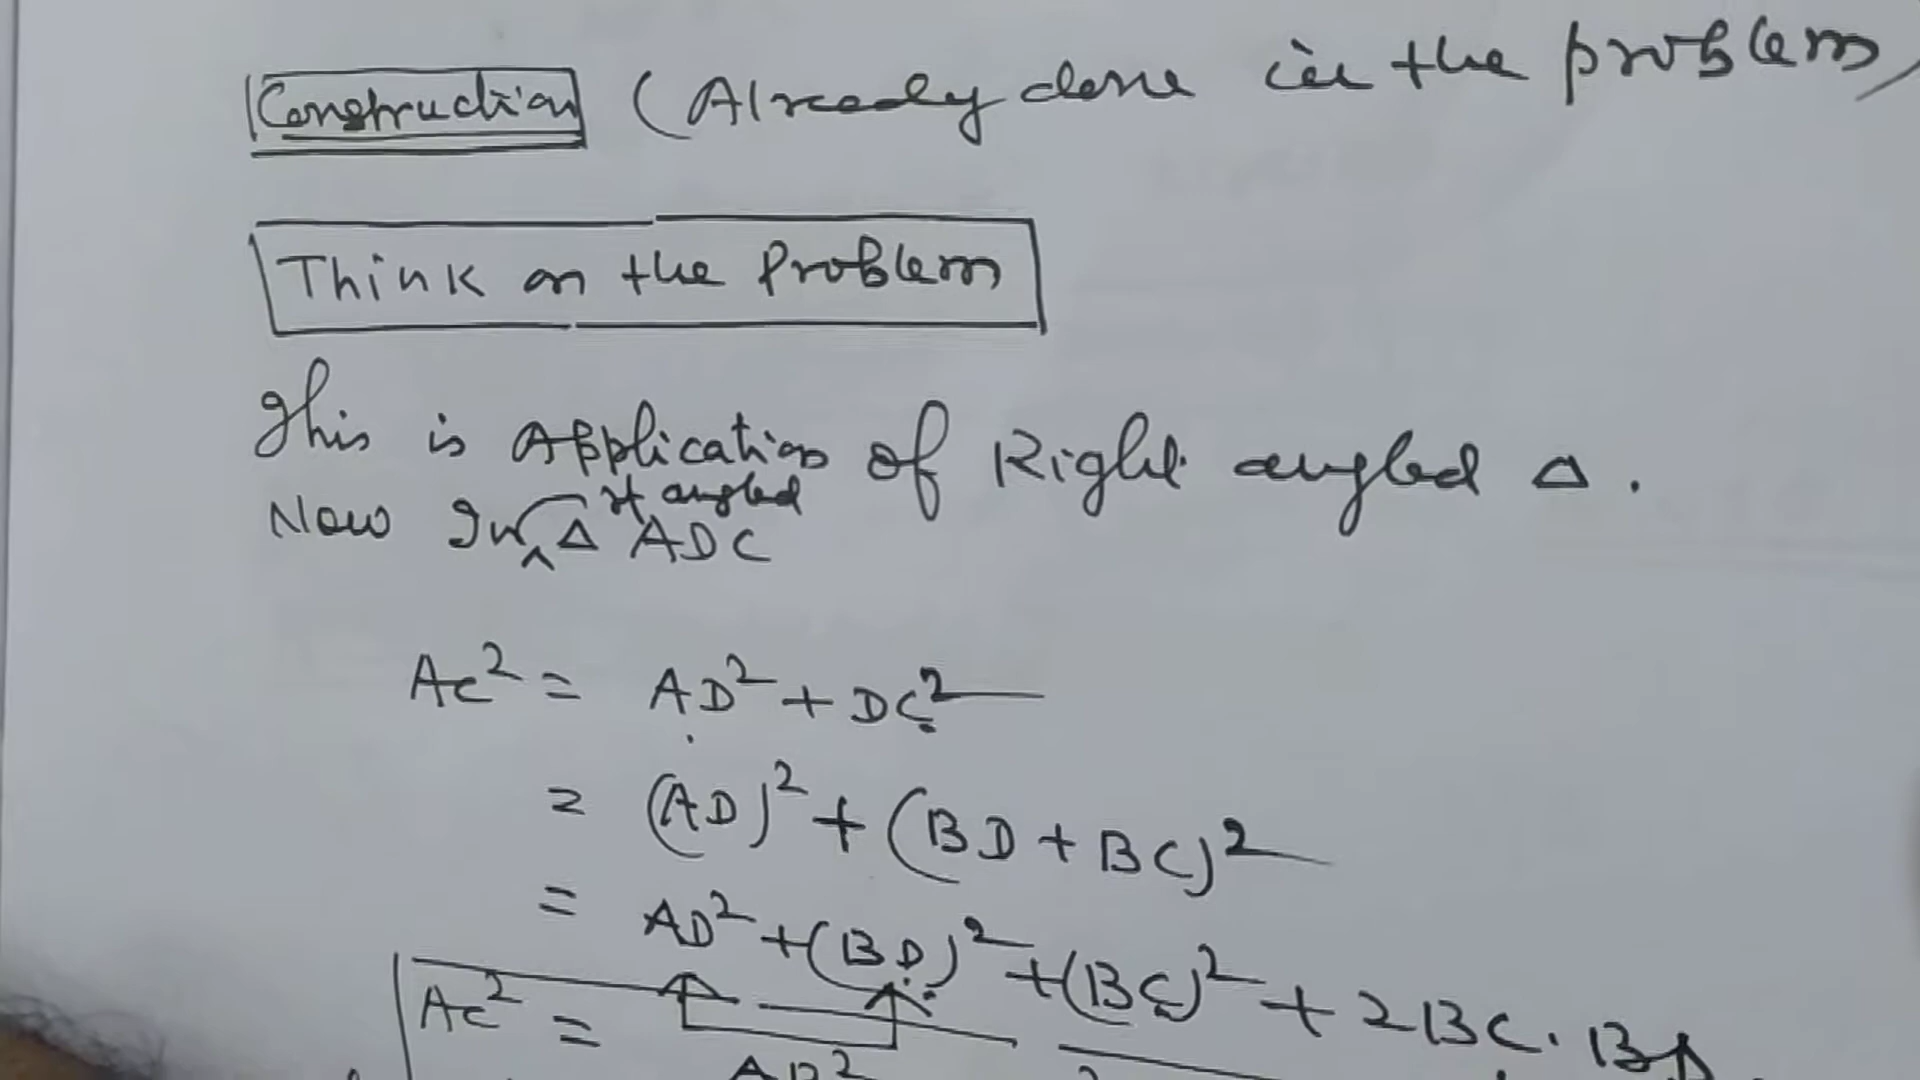 Construction (Already done in the problem)
Think on the Problem
This is Application of Right angled Δ.
Now In rt angled Δ ADC
AC² = AD² + DC²
= (AD)² + (BD + BC)²
= AD² + (BD)² + (BC)² + 2BC. BD
AC² =